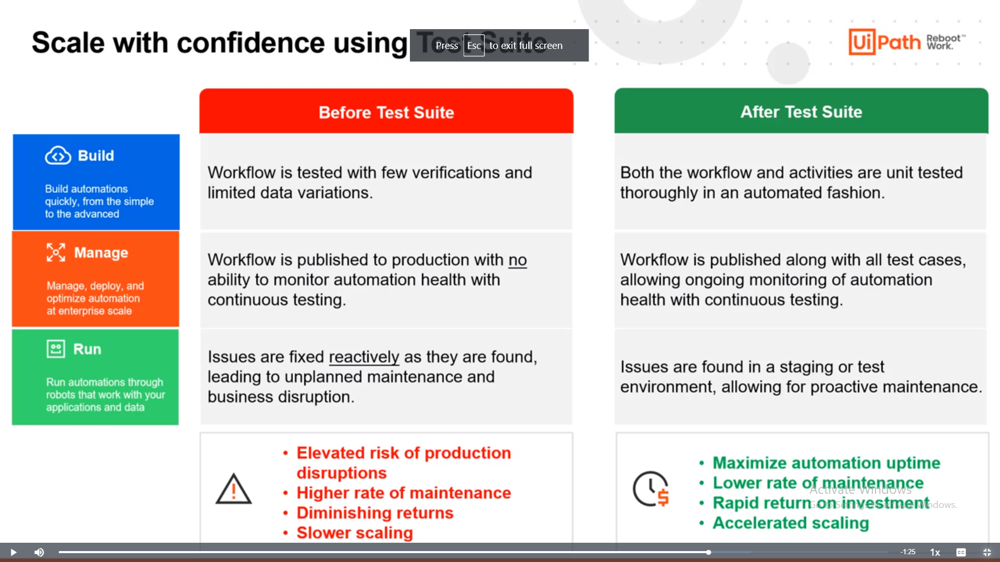 Scale with confidence using Test Suite
Press Esc to exit full screen
UiPath Reboot™
Work.
Before Test Suite
After Test Suite
Build
Build automations
quickly, from the simple
to the advanced
Workflow is tested with few verifications and
limited data variations.
Both the workflow and activities are unit tested
thoroughly in an automated fashion.
Manage
Manage, deploy, and
optimize automation
at enterprise scale
Workflow is published to production with no
ability to monitor automation health with
continuous testing.
Workflow is published along with all test cases,
allowing ongoing monitoring of automation
health with continuous testing.
Run
Run automations through
robots that work with your
applications and data
Issues are fixed reactively as they are found,
leading to unplanned maintenance and
business disruption.
Issues are found in a staging or test
environment, allowing for proactive maintenance.
• Elevated risk of production
disruptions
• Higher rate of maintenance
• Diminishing returns
• Slower scaling
• Maximize automation uptime
• Lower rate of maintenance
• Rapid return on investment
• Accelerated scaling
Activate Windows
Go to Settings to activate Windows.
-1:25
1x
CC